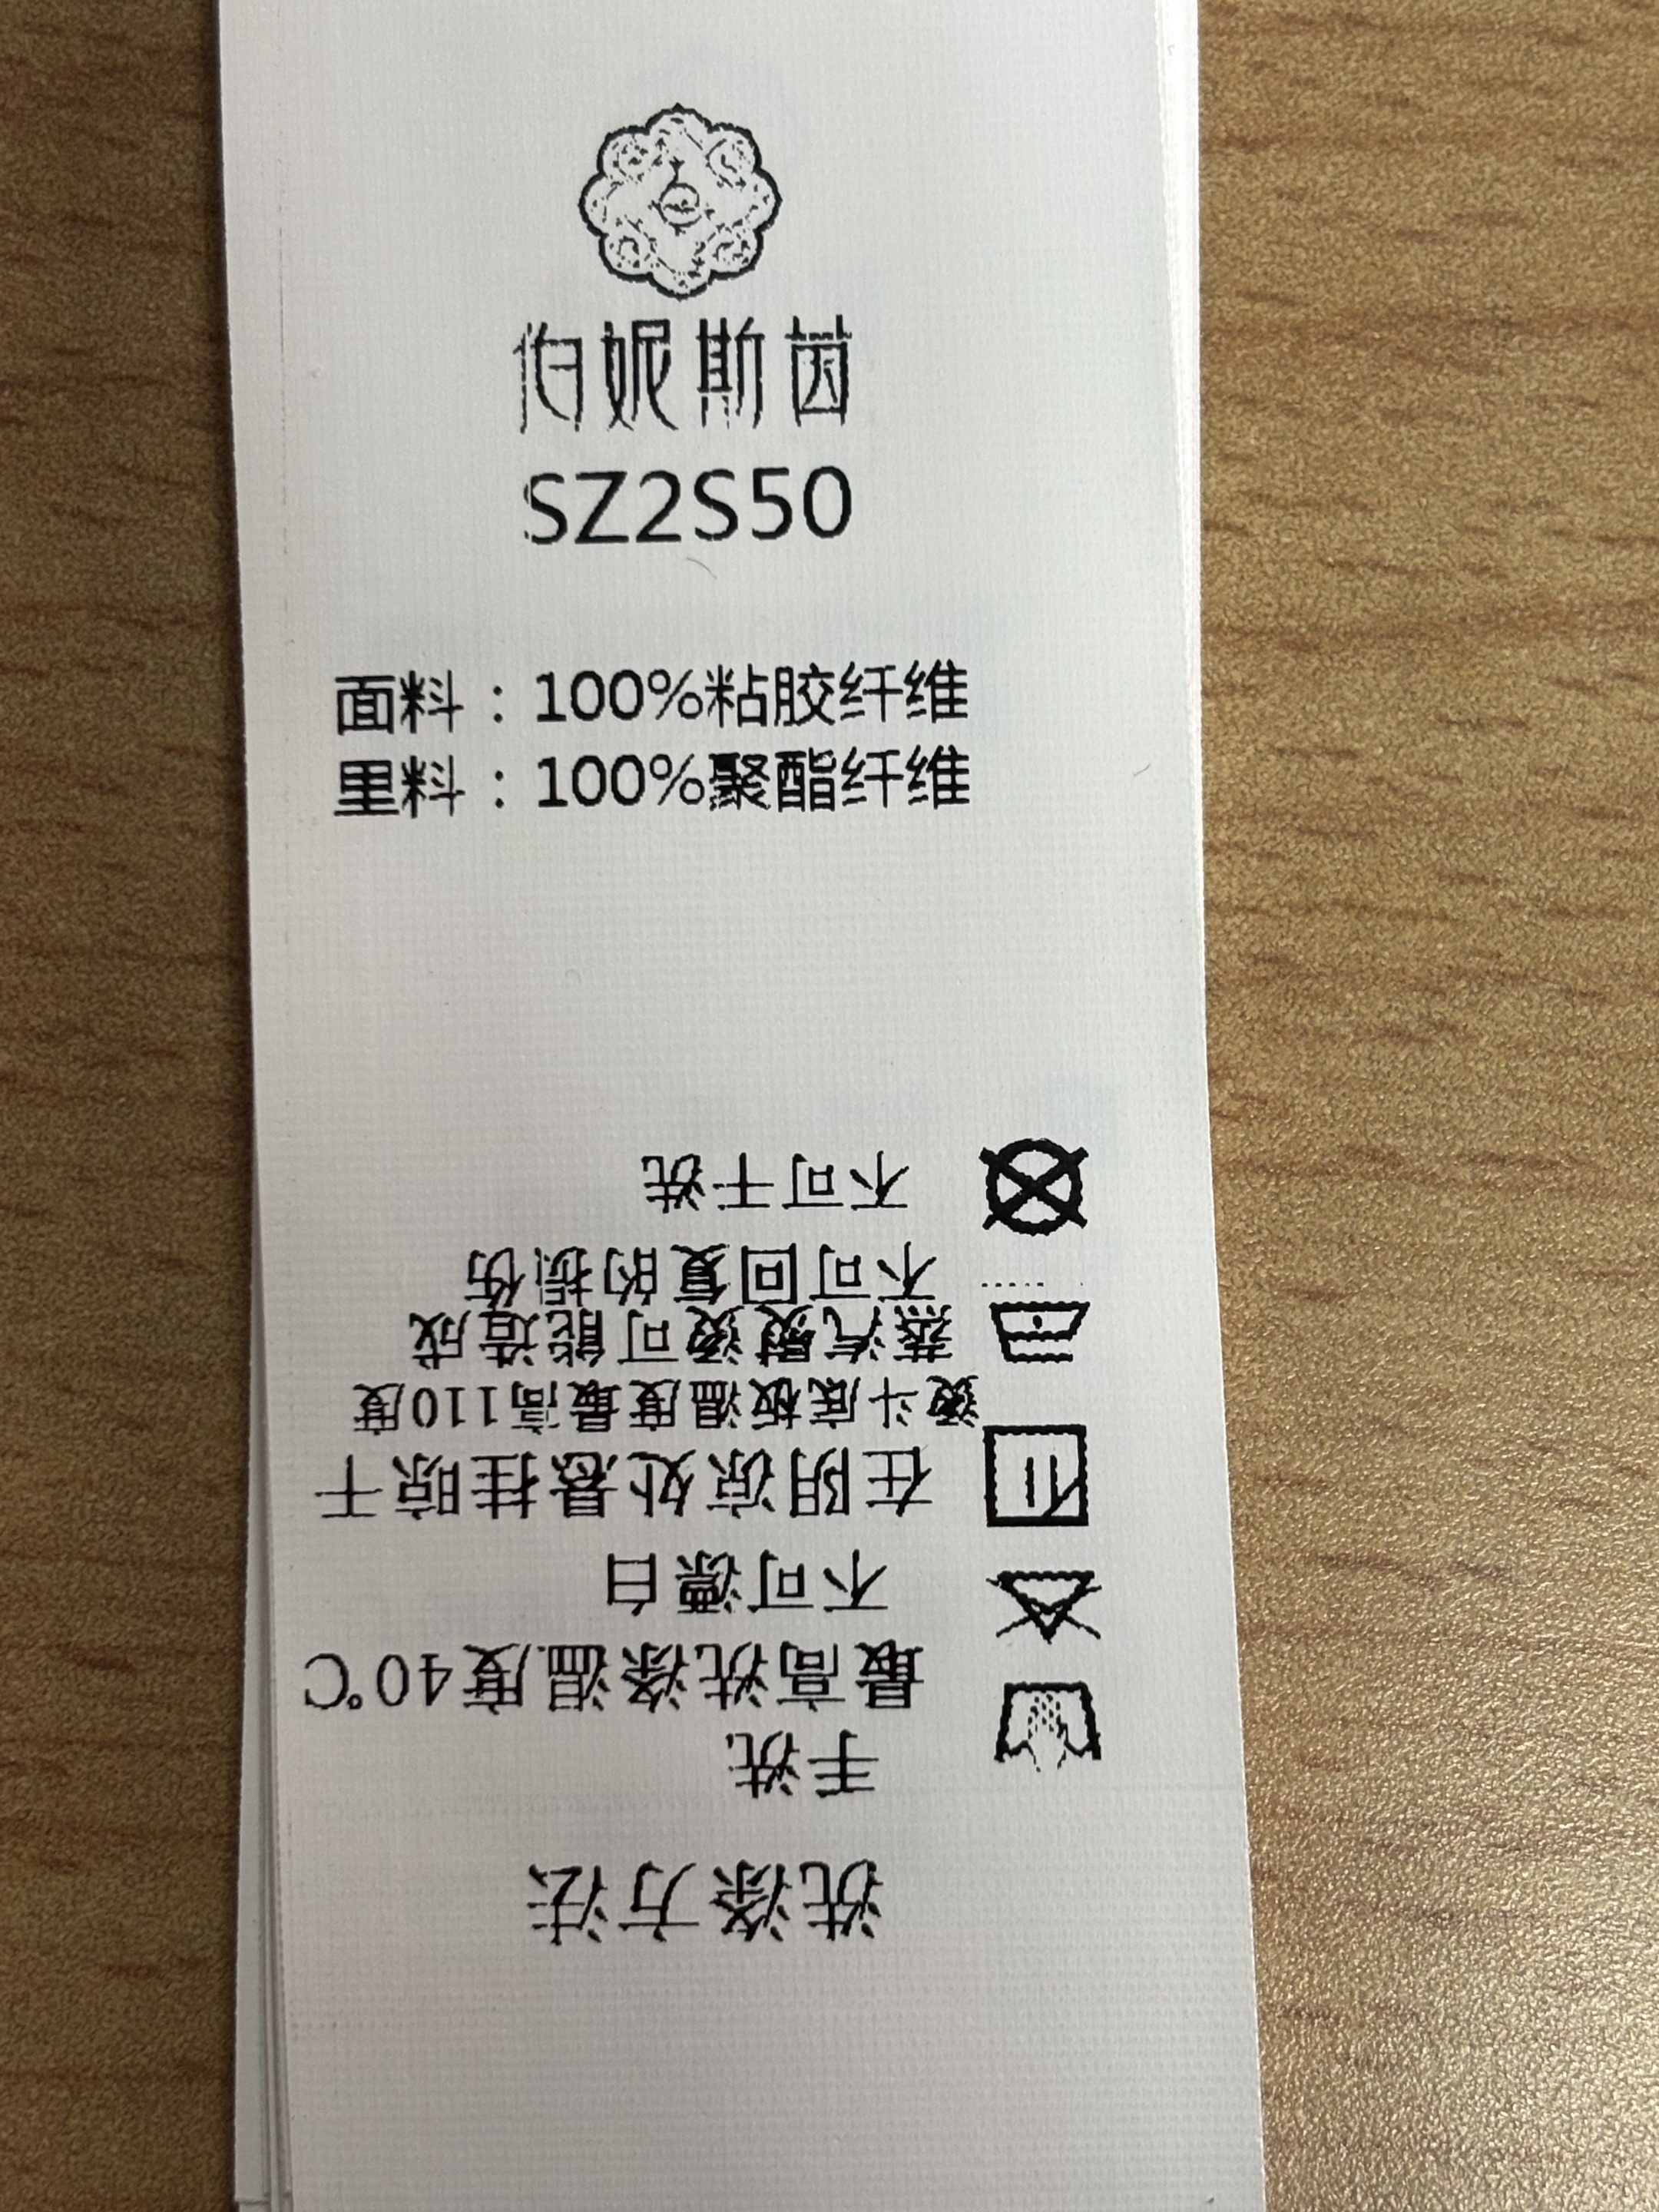 伯妮斯茵
SZ2S50
面料：100%粘胶纤维
里料：100%聚酯纤维
洗涤方法
手洗
最高洗涤温度40℃
不可漂白
在阴凉处悬挂晾干
烫斗底板温度最高110度
蒸汽熨烫可能造成
不可回复的损伤
不可干洗